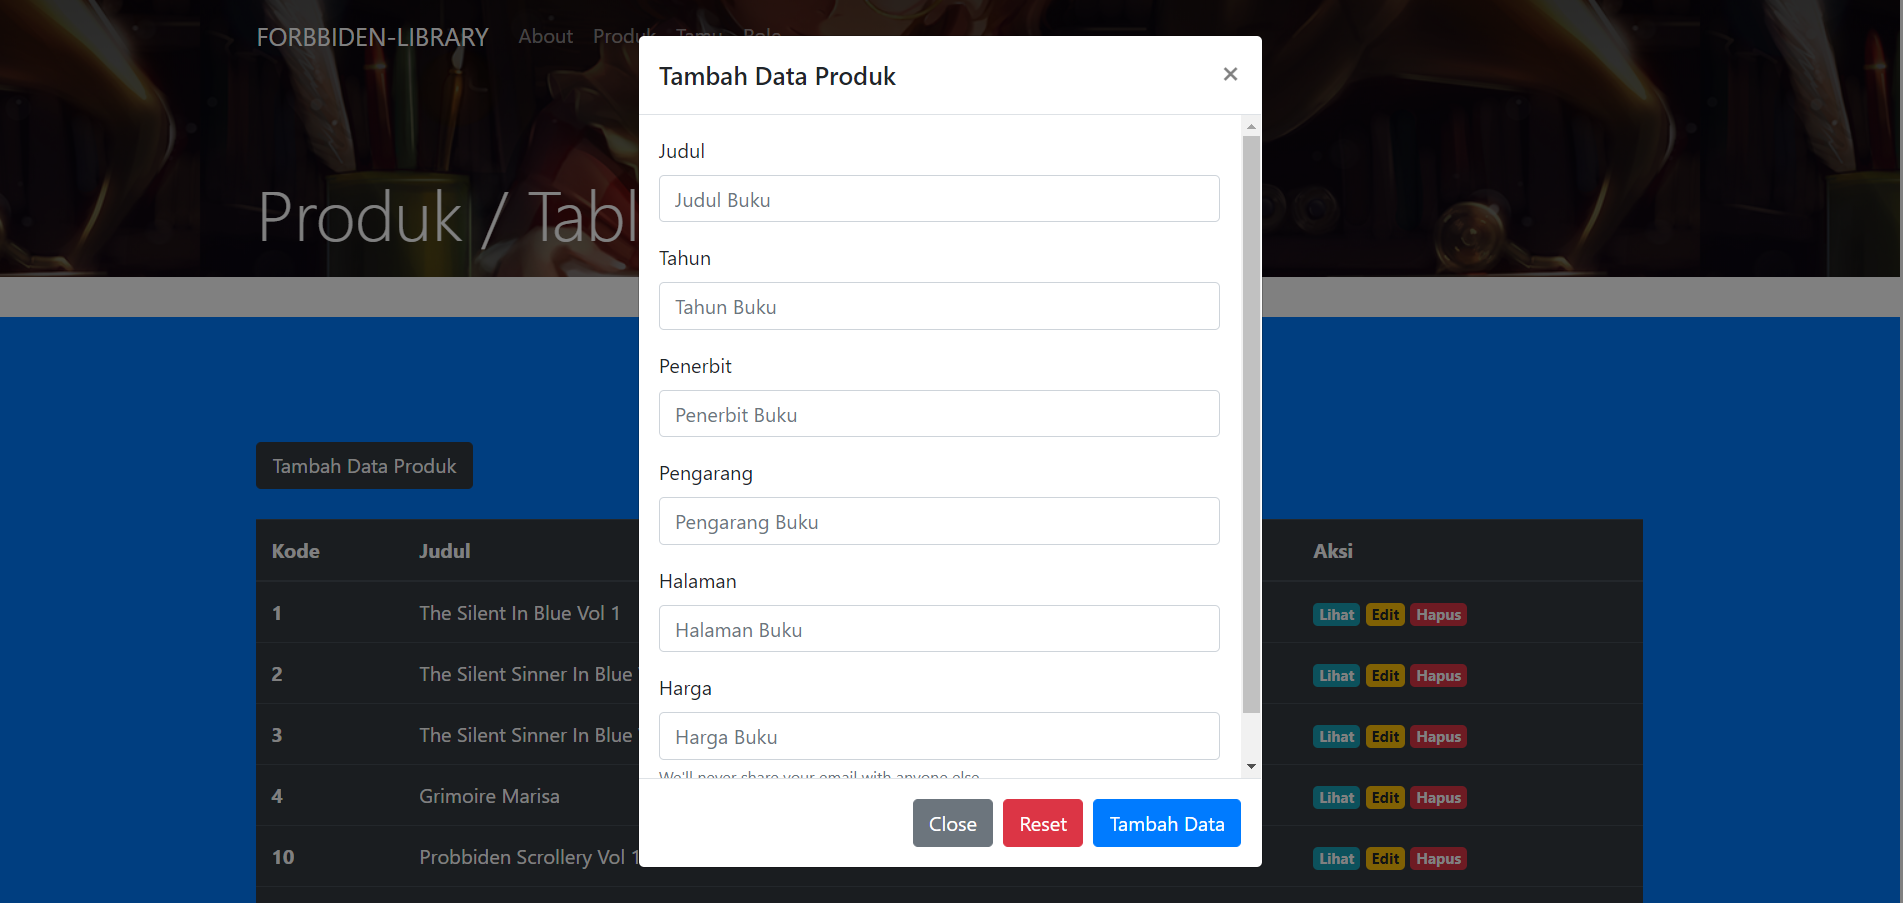 FORBBIDEN-LIBRARY About Produk Tamu Role
Tambah Data Produk ×
Produk / Tabl
Judul
Judul Buku
Tahun
Tahun Buku
Penerbit
Penerbit Buku
Pengarang
Pengarang Buku
Halaman
Halaman Buku
Harga
Harga Buku
We'll never share your email with anyone else.
Close Reset Tambah Data
Tambah Data Produk
Kode Judul Aksi
1 The Silent In Blue Vol 1 Lihat Edit Hapus
2 The Silent Sinner In Blue Lihat Edit Hapus
3 The Silent Sinner In Blue Lihat Edit Hapus
4 Grimoire Marisa Lihat Edit Hapus
10 Probbiden Scrollery Vol 1 Lihat Edit Hapus